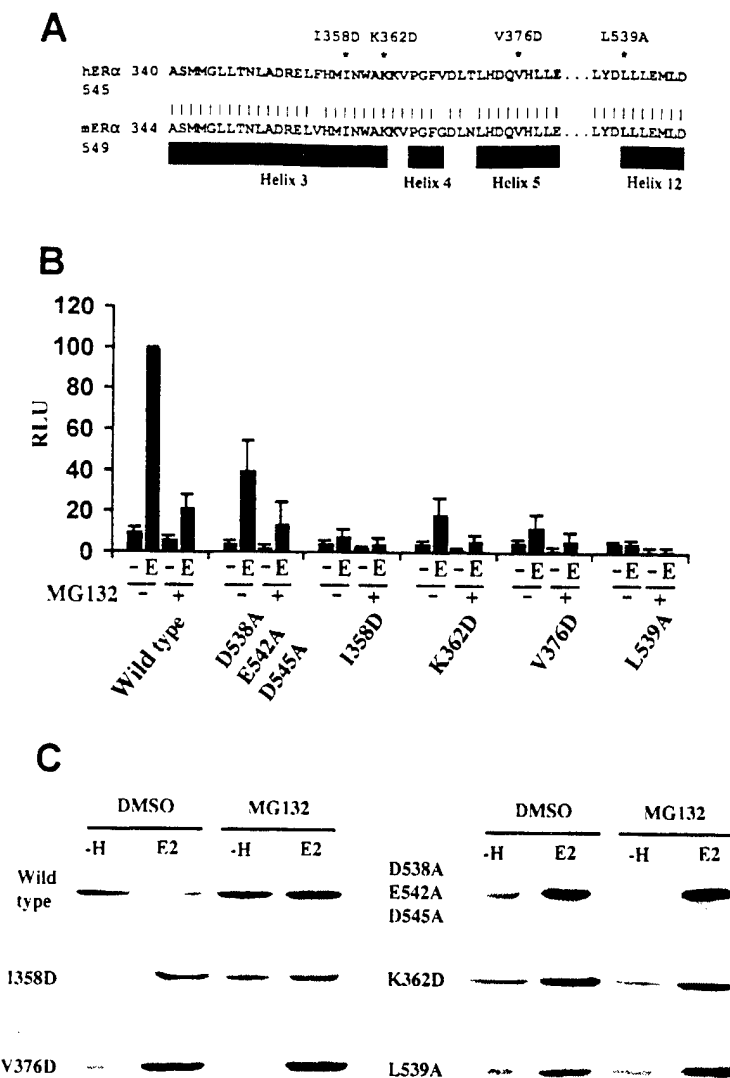 A
I358D K362D V376D L539A
* * * *
hERα 340 ASMMGLLTNLADRELFHMINWAKKVPGFVDLTLHDQVHLLE...LYDLLLEMLD
545
mERα 344 ASMMGLLTNLADRELVHMINWAKKVPGFGDLNLHDQVHLLE...LYDLLLEMLD
549
Helix 3 Helix 4 Helix 5 Helix 12
B
120
100
80
60
40
20
0
RLU
- E - E - E - E - E - E - E - E - E - E - E - E
MG132 - + - + - + - + - + - +
Wild type
D538A
E542A
D545A
I358D
K362D
V376D
L539A
C
DMSO MG132 DMSO MG132
-H E2 -H E2 -H E2 -H E2
Wild
type
D538A
E542A
D545A
I358D K362D
V376D L539A